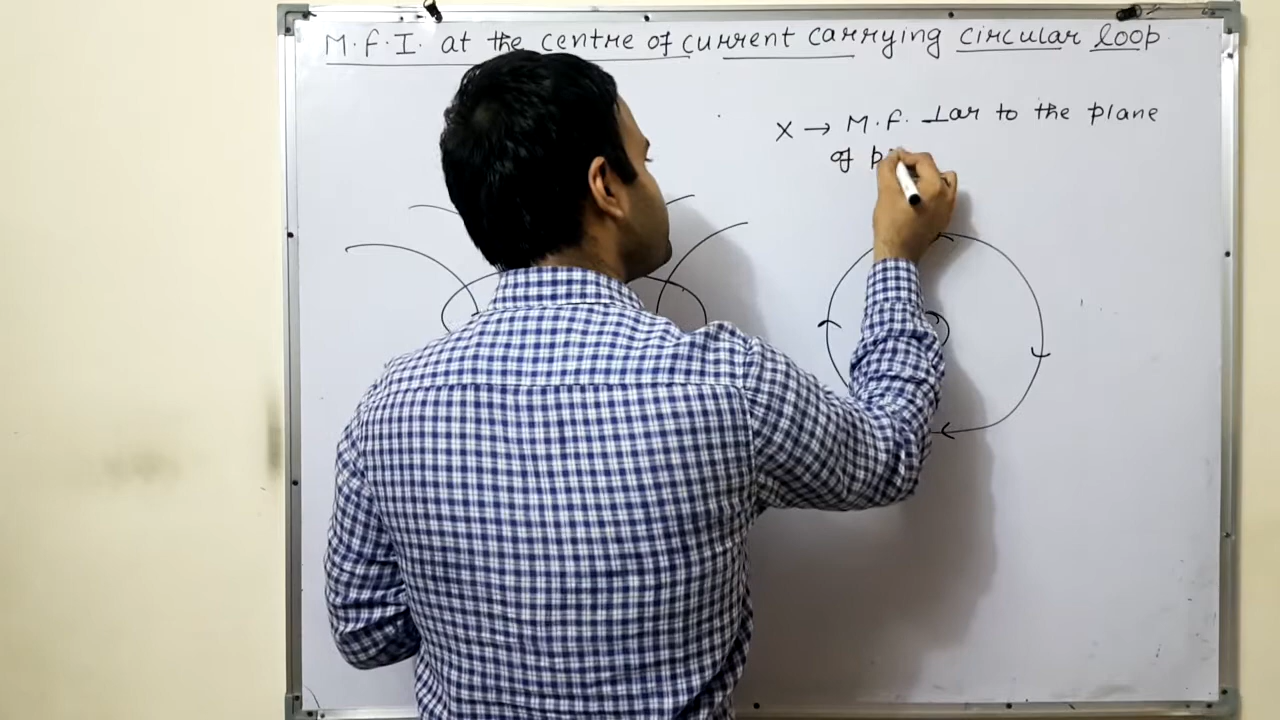 M.F.I. at the centre of current carrying circular loop
X → M.F. ⊥ar to the plane
of p